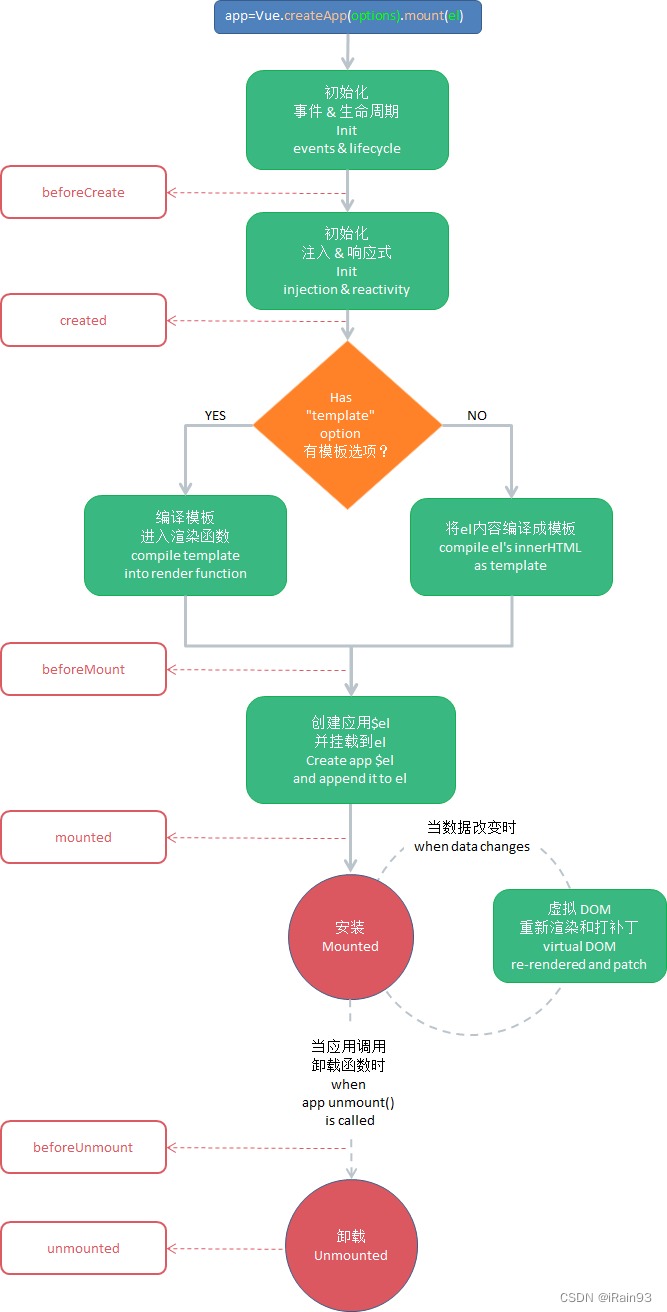 app=Vue.createApp(options).mount(el)
初始化
事件 & 生命周期
Init
events & lifecycle
beforeCreate
初始化
注入 & 响应式
Init
injection & reactivity
created
Has
"template"
option
有模板选项？
YES
NO
编译模板
进入渲染函数
compile template
into render function
将el内容编译成模板
compile el's innerHTML
as template
beforeMount
创建应用$el
并挂载到el
Create app $el
and append it to el
mounted
当数据改变时
when data changes
安装
Mounted
虚拟 DOM
重新渲染和打补丁
virtual DOM
re-rendered and patch
当应用调用
卸载函数时
when
app unmount()
is called
beforeUnmount
卸载
Unmounted
unmounted
CSDN @iRain93